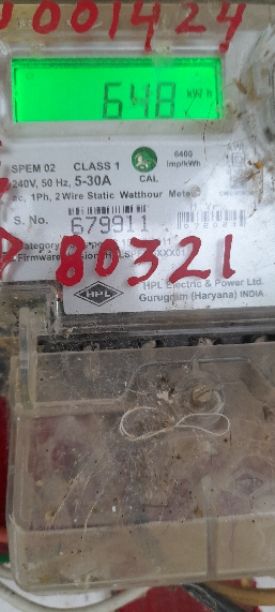 001424
648 kWh
SPEM 02 CLASS 1
CAL
6400
imp/kWh
240V, 50 Hz, 5-30A
ac, 1Ph, 2 Wire Static Watthour Meter
S. No. 679911
80321
HPL
HPL Electric & Power Ltd.
Gurugram (Haryana) INDIA